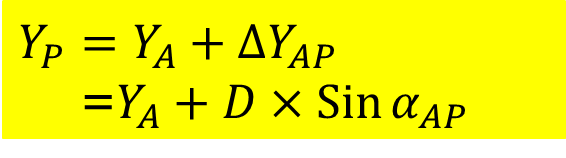 Y_P = Y_A + ΔY_AP
=Y_A + D × Sin α_AP